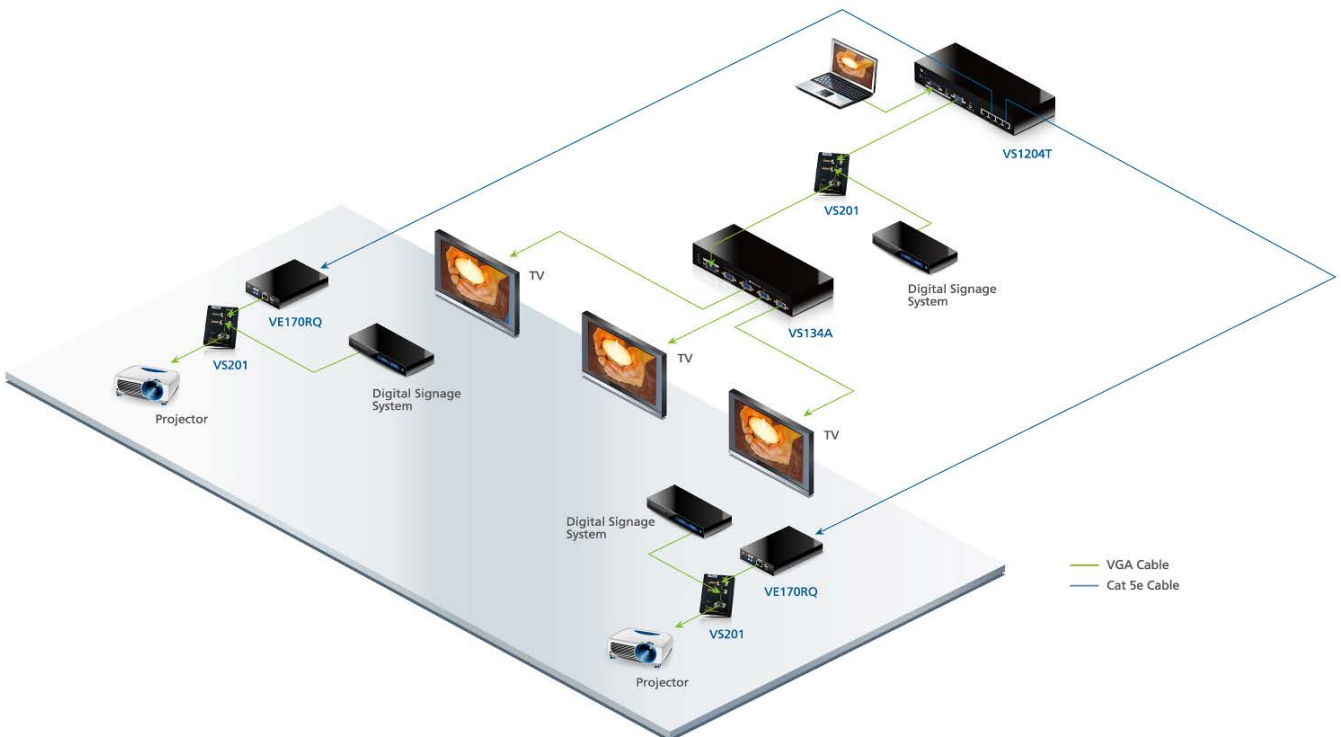 VS1204T
VS201
Digital Signage
System
TV
VS134A
VE170RQ
VS201
TV
Digital Signage
System
Projector
TV
Digital Signage
System
VE170RQ
VS201
Projector
VGA Cable
Cat 5e Cable